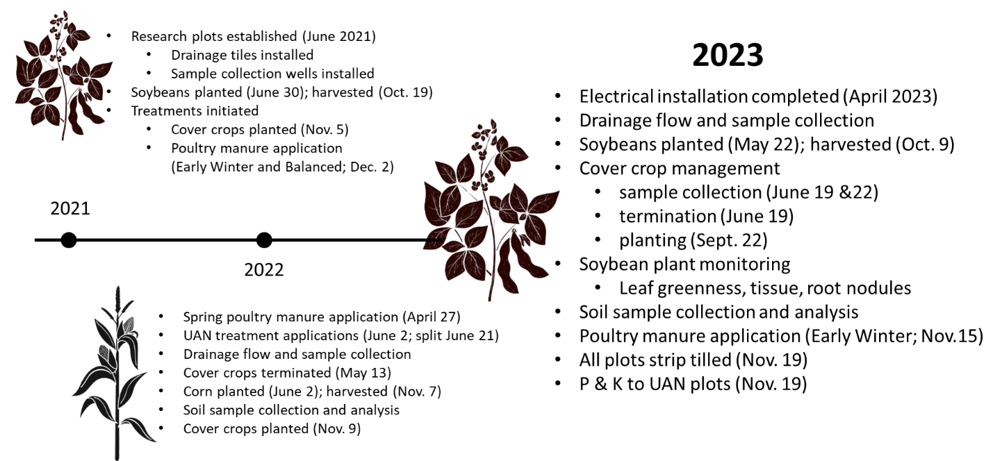 • Research plots established (June 2021)
• Drainage tiles installed
• Sample collection wells installed
• Soybeans planted (June 30); harvested (Oct. 19)
• Treatments initiated
• Cover crops planted (Nov. 5)
• Poultry manure application
(Early Winter and Balanced; Dec. 2)
2021
2022
• Spring poultry manure application (April 27)
• UAN treatment applications (June 2; split June 21)
• Drainage flow and sample collection
• Cover crops terminated (May 13)
• Corn planted (June 2); harvested (Nov. 7)
• Soil sample collection and analysis
• Cover crops planted (Nov. 9)
2023
• Electrical installation completed (April 2023)
• Drainage flow and sample collection
• Soybeans planted (May 22); harvested (Oct. 9)
• Cover crop management
• sample collection (June 19 &22)
• termination (June 19)
• planting (Sept. 22)
• Soybean plant monitoring
• Leaf greenness, tissue, root nodules
• Soil sample collection and analysis
• Poultry manure application (Early Winter; Nov.15)
• All plots strip tilled (Nov. 19)
• P & K to UAN plots (Nov. 19)